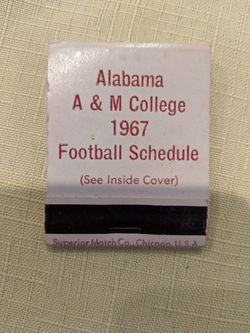 Alabama
A & M College
1967
Football Schedule
(See Inside Cover)
Superior Match Co., Chicago, U.S.A.